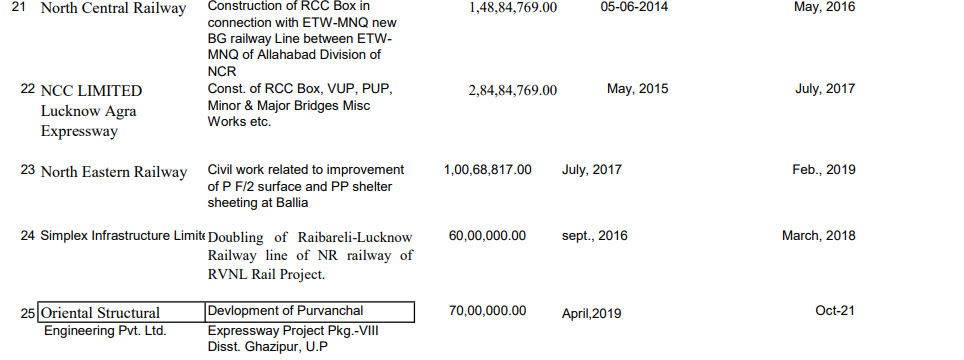 21 North Central Railway Construction of RCC Box in 1,48,84,769.00 05-06-2014 May, 2016
connection with ETW-MNQ new
BG railway Line between ETW-
MNQ of Allahabad Division of
NCR
22 NCC LIMITED Const. of RCC Box, VUP, PUP, 2,84,84,769.00 May, 2015 July, 2017
Lucknow Agra Minor & Major Bridges Misc
Expressway Works etc.
23 North Eastern Railway Civil work related to improvement 1,00,68,817.00 July, 2017 Feb., 2019
of P F/2 surface and PP shelter
sheeting at Ballia
24 Simplex Infrastructure Limite Doubling of Raibareli-Lucknow 60,00,000.00 sept., 2016 March, 2018
Railway line of NR railway of
RVNL Rail Project.
25 Oriental Structural Devlopment of Purvanchal 70,00,000.00 April,2019 Oct-21
Engineering Pvt. Ltd. Expressway Project Pkg.-VIII
Disst. Ghazipur, U.P